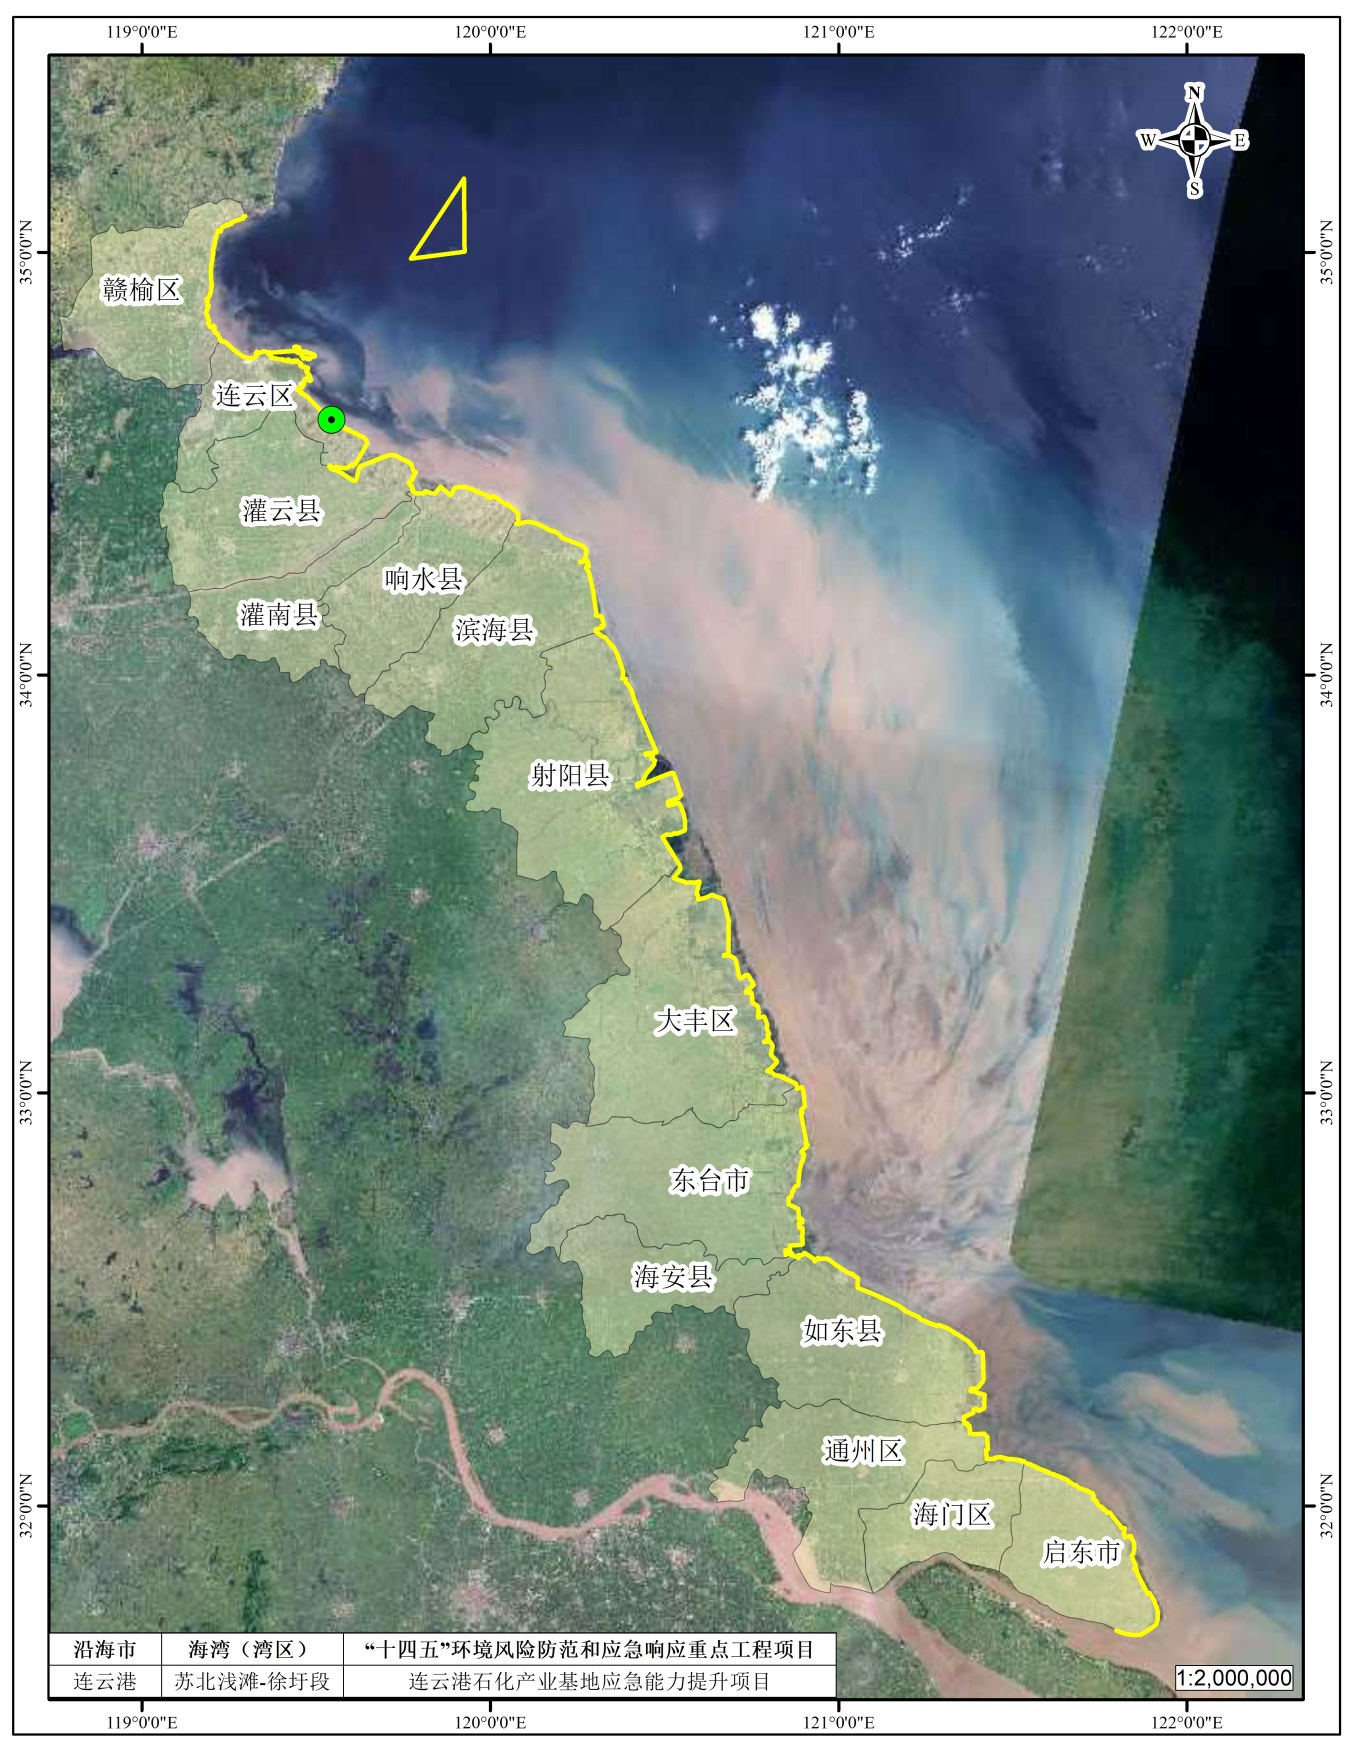 119°0'0"E 120°0'0"E 121°0'0"E 122°0'0"E
N
W E
S
35°0'0"N 35°0'0"N
赣榆区
连云区
灌云县
响水县
灌南县
滨海县
34°0'0"N 34°0'0"N
射阳县
大丰区
33°0'0"N 33°0'0"N
东台市
海安县
如东县
通州区
32°0'0"N 32°0'0"N
海门区
启东市
沿海市 海湾（湾区） “十四五”环境风险防范和应急响应重点工程项目
连云港 苏北浅滩-徐圩段 连云港石化产业基地应急能力提升项目
1:2,000,000
119°0'0"E 120°0'0"E 121°0'0"E 122°0'0"E